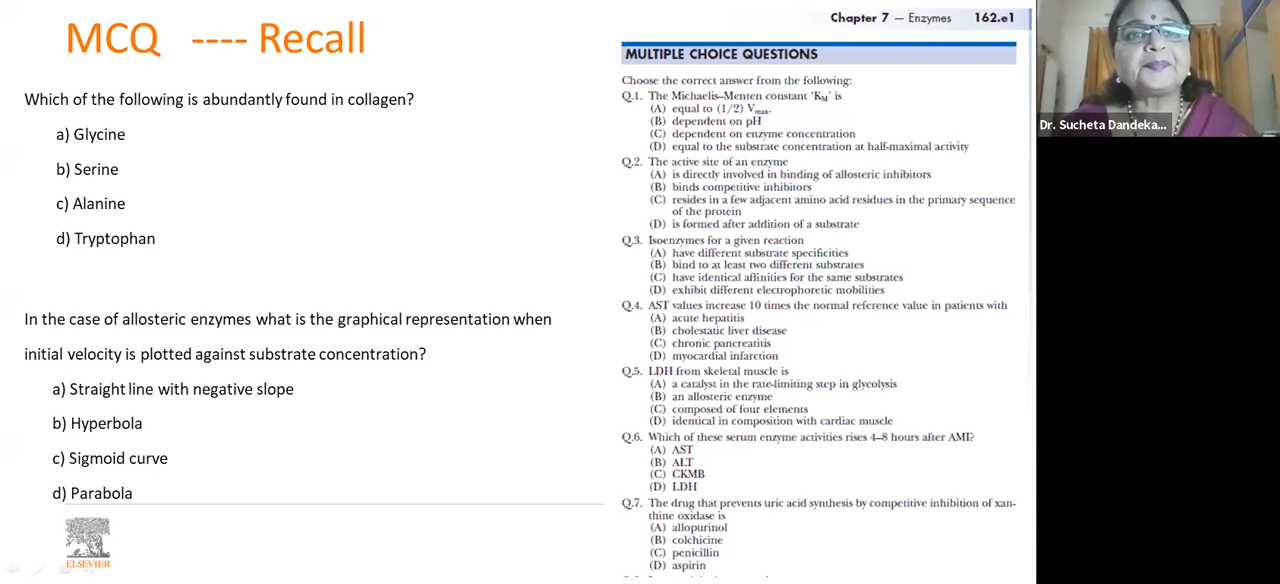 MCQ ---- Recall
Which of the following is abundantly found in collagen?
a) Glycine
b) Serine
c) Alanine
d) Tryptophan
In the case of allosteric enzymes what is the graphical representation when
initial velocity is plotted against substrate concentration?
a) Straight line with negative slope
b) Hyperbola
c) Sigmoid curve
d) Parabola
ELSEVIER
Chapter 7 — Enzymes 162.e1
MULTIPLE CHOICE QUESTIONS
Choose the correct answer from the following:
Q.1. The Michaelis–Menten constant ‘KM’ is
(A) equal to (1/2) Vmax.
(B) dependent on pH
(C) dependent on enzyme concentration
(D) equal to the substrate concentration at half-maximal activity
Q.2. The active site of an enzyme
(A) is directly involved in binding of allosteric inhibitors
(B) binds competitive inhibitors
(C) resides in a few adjacent amino acid residues in the primary sequence
of the protein
(D) is formed after addition of a substrate
Q.3. Isoenzymes for a given reaction
(A) have different substrate specificities
(B) bind to at least two different substrates
(C) have identical affinities for the same substrates
(D) exhibit different electrophoretic mobilities
Q.4. AST values increase 10 times the normal reference value in patients with
(A) acute hepatitis
(B) cholestatic liver disease
(C) chronic pancreatitis
(D) myocardial infarction
Q.5. LDH from skeletal muscle is
(A) a catalyst in the rate-limiting step in glycolysis
(B) an allosteric enzyme
(C) composed of four elements
(D) identical in composition with cardiac muscle
Q.6. Which of these serum enzyme activities rises 4–8 hours after AMI?
(A) AST
(B) ALT
(C) CKMB
(D) LDH
Q.7. The drug that prevents uric acid synthesis by competitive inhibition of xan-
thine oxidase is
(A) allopurinol
(B) colchicine
(C) penicillin
(D) aspirin
Dr. Sucheta Dandeka...